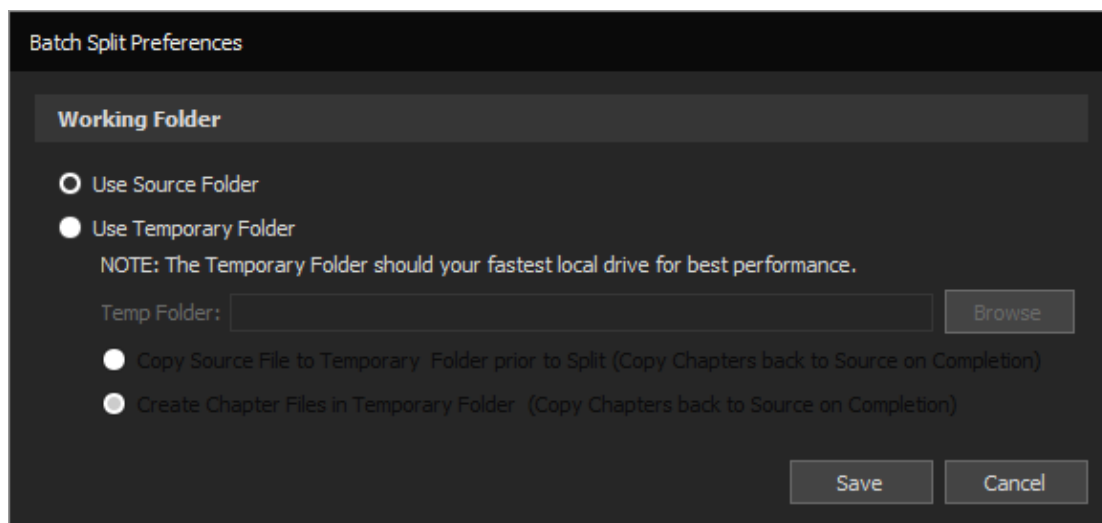 Batch Split Preferences
Working Folder
Use Source Folder
Use Temporary Folder
NOTE: The Temporary Folder should your fastest local drive for best performance.
Temp Folder: Browse
Copy Source File to Temporary  Folder prior to Split (Copy Chapters back to Source on Completion)
Create Chapter Files in Temporary Folder  (Copy Chapters back to Source on Completion)
Save Cancel